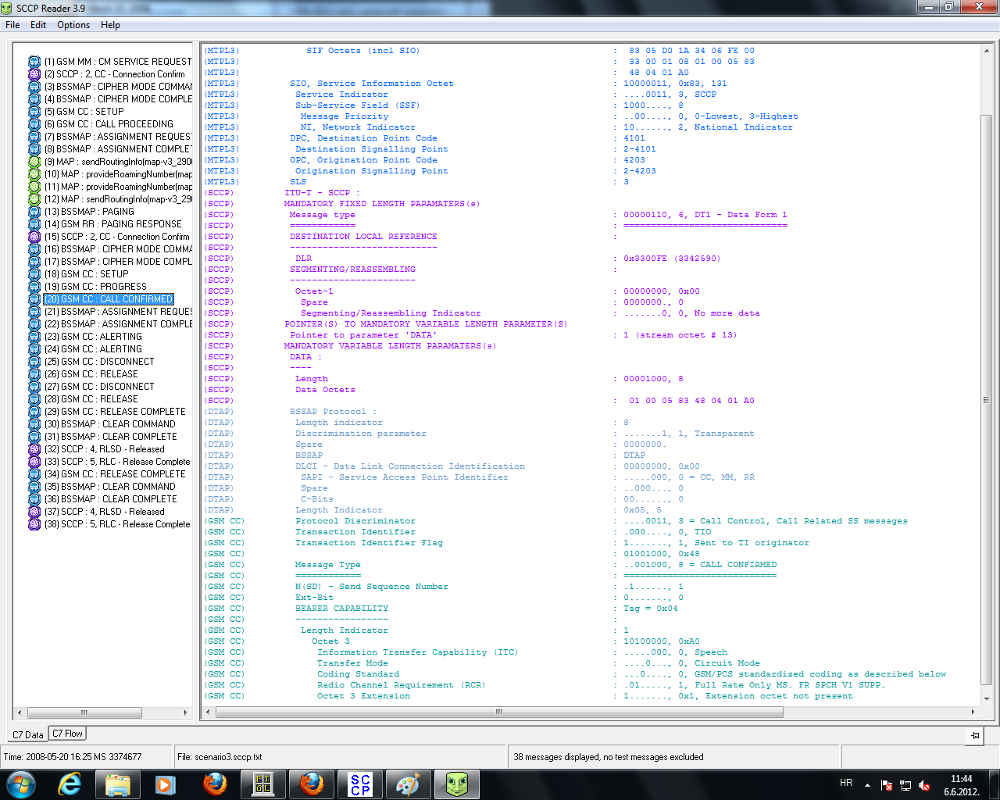 SCCP Reader 3.9
File Edit Options Help
(1) GSM MM : CM SERVICE REQUEST
(2) SCCP : 2, CC - Connection Confirm
(3) BSSMAP : CIPHER MODE COMMAN
(4) BSSMAP : CIPHER MODE COMPLE
(5) GSM CC : SETUP
(6) GSM CC : CALL PROCEEDING
(7) BSSMAP : ASSIGNMENT REQUES
(8) BSSMAP : ASSIGNMENT COMPLET
(9) MAP : sendRoutingInfo(map-v3_290
(10) MAP : provideRoamingNumber(map
(11) MAP : provideRoamingNumber(map
(12) MAP : sendRoutingInfo(map-v3_29
(13) BSSMAP : PAGING
(14) GSM RR : PAGING RESPONSE
(15) SCCP : 2, CC - Connection Confirm
(16) BSSMAP : CIPHER MODE COMMA
(17) BSSMAP : CIPHER MODE COMPL
(18) GSM CC : SETUP
(19) GSM CC : PROGRESS
(20) GSM CC : CALL CONFIRMED
(21) BSSMAP : ASSIGNMENT REQUES
(22) BSSMAP : ASSIGNMENT COMPLE
(23) GSM CC : ALERTING
(24) GSM CC : ALERTING
(25) GSM CC : DISCONNECT
(26) GSM CC : RELEASE
(27) GSM CC : DISCONNECT
(28) GSM CC : RELEASE
(29) GSM CC : RELEASE COMPLETE
(30) BSSMAP : CLEAR COMMAND
(31) BSSMAP : CLEAR COMPLETE
(32) SCCP : 4, RLSD - Released
(33) SCCP : 5, RLC - Release Complete
(34) GSM CC : RELEASE COMPLETE
(35) BSSMAP : CLEAR COMMAND
(36) BSSMAP : CLEAR COMPLETE
(37) SCCP : 4, RLSD - Released
(38) SCCP : 5, RLC - Release Complete
(MTPL3) SIF Octets (incl SIO) : 83 05 D0 1A 34 06 FE 00
(MTPL3) : 33 00 01 08 01 00 05 83
(MTPL3) : 48 04 01 A0
(MTPL3) SIO, Service Information Octet : 10000011, 0x83, 131
(MTPL3) Service Indicator : ....0011, 3, SCCP
(MTPL3) Sub-Service Field (SSF) : 1000...., 8
(MTPL3) Message Priority : ..00...., 0, 0-Lowest, 3-Highest
(MTPL3) NI, Network Indicator : 10......, 2, National Indicator
(MTPL3) DPC, Destination Point Code : 4101
(MTPL3) Destination Signalling Point : 2-4101
(MTPL3) OPC, Origination Point Code : 4203
(MTPL3) Origination Signalling Point : 2-4203
(MTPL3) SLS : 3
(SCCP) ITU-T - SCCP :
(SCCP) MANDATORY FIXED LENGTH PARAMATERS(s)
(SCCP) Message type : 00000110, 6, DT1 - Data Form 1
(SCCP) ============ : ==============================
(SCCP) DESTINATION LOCAL REFERENCE :
(SCCP) ---------------------------
(SCCP) DLR : 0x3300FE (3342590)
(SCCP) SEGMENTING/REASSEMBLING :
(SCCP) -----------------------
(SCCP) Octet-1 : 00000000, 0x00
(SCCP) Spare : 0000000., 0
(SCCP) Segmenting/Reassembling Indicator : .......0, 0, No more data
(SCCP) POINTER(S) TO MANDATORY VARIABLE LENGTH PARAMETER(S)
(SCCP) Pointer to parameter 'DATA' : 1 (stream octet # 13)
(SCCP) MANDATORY VARIABLE LENGTH PARAMATERS(s)
(SCCP) DATA :
(SCCP) ----
(SCCP) Length : 00001000, 8
(SCCP) Data Octets
(SCCP) : 01 00 05 83 48 04 01 A0
(DTAP) BSSAP Protocol :
(DTAP) Length indicator : 8
(DTAP) Discrimination parameter : .......1, 1, Transparent
(DTAP) Spare : 0000000.
(DTAP) BSSAP : DTAP
(DTAP) DLCI - Data Link Connection Identification : 00000000, 0x00
(DTAP) SAPI - Service Access Point Identifier : .....000, 0 = CC, MM, RR
(DTAP) Spare : ..000..., 0
(DTAP) C-Bits : 00......, 0
(DTAP) Length Indicator : 0x05, 5
(GSM CC) Protocol Discriminator : ....0011, 3 = Call Control, Call Related SS messages
(GSM CC) Transaction Identifier : .000...., 0, TIO
(GSM CC) Transaction Identifier Flag : 1......., 1, Sent to TI originator
(GSM CC) : 01001000, 0x48
(GSM CC) Message Type : ..001000, 8 = CALL CONFIRMED
(GSM CC) ============ : ============================
(GSM CC) N(SD) - Send Sequence Number : .1......, 1
(GSM CC) Ext-Bit : 0......., 0
(GSM CC) BEARER CAPABILITY : Tag = 0x04
(GSM CC) ----------------- :
(GSM CC) Length Indicator : 1
(GSM CC) Octet 3 : 10100000, 0xA0
(GSM CC) Information Transfer Capability (ITC) : .....000, 0, Speech
(GSM CC) Transfer Mode : ....0..., 0, Circuit Mode
(GSM CC) Coding Standard : ...0...., 0, GSM/PCS standardized coding as described below
(GSM CC) Radio Channel Requirement (RCR) : .01....., 1, Full Rate Only MS. FR SPCH V1 SUPP.
(GSM CC) Octet 3 Extension : 1......., 0x1, Extension octet not present
C7 Data C7 Flow
Time: 2008-05-20 16:25 MS 3374677 File: scenario3.sccp.txt 38 messages displayed, no test messages excluded
SC CP
HR
11:44
6.6.2012.